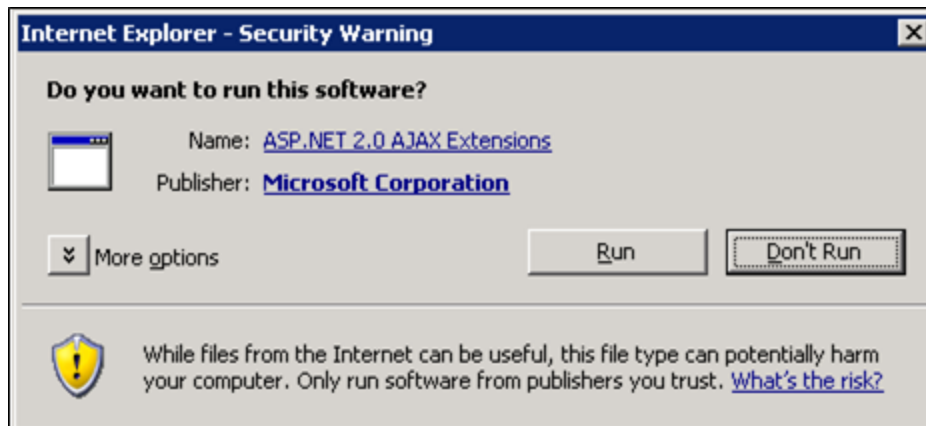 Internet Explorer - Security Warning
Do you want to run this software?
Name: ASP.NET 2.0 AJAX Extensions
Publisher: Microsoft Corporation
More options
Run
Don't Run
While files from the Internet can be useful, this file type can potentially harm
your computer. Only run software from publishers you trust. What's the risk?